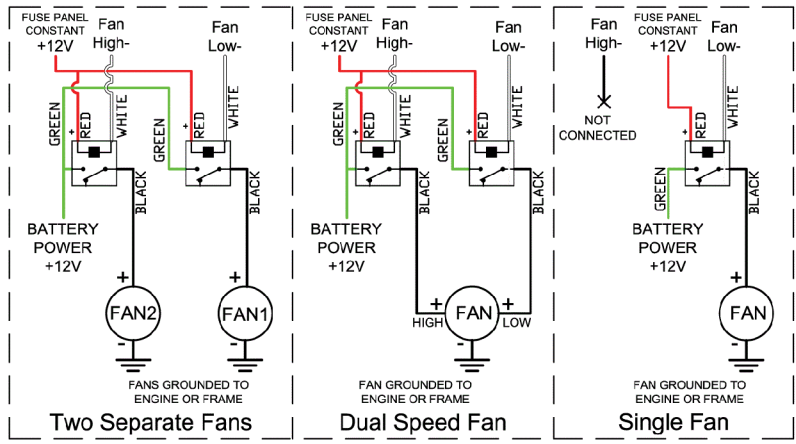 FUSE PANEL
CONSTANT
+12V
Fan
High-
Fan
Low-
GREEN
+
RED
WHITE
GREEN
+
RED
WHITE
BLACK
BLACK
BATTERY
POWER
+12V
+
FAN2
-
+
FAN1
-
FANS GROUNDED TO
ENGINE OR FRAME
Two Separate Fans
FUSE PANEL
CONSTANT
+12V
Fan
High-
Fan
Low-
GREEN
+
RED
WHITE
GREEN
+
RED
WHITE
BLACK
BLACK
BATTERY
POWER
+12V
+
HIGH
FAN
+
LOW
-
FAN GROUNDED TO
ENGINE OR FRAME
Dual Speed Fan
Fan
High-
NOT
CONNECTED
FUSE PANEL
CONSTANT
+12V
Fan
Low-
+
RED
WHITE
GREEN
BLACK
BATTERY
POWER
+12V
+
FAN
-
FAN GROUNDED TO
ENGINE OR FRAME
Single Fan